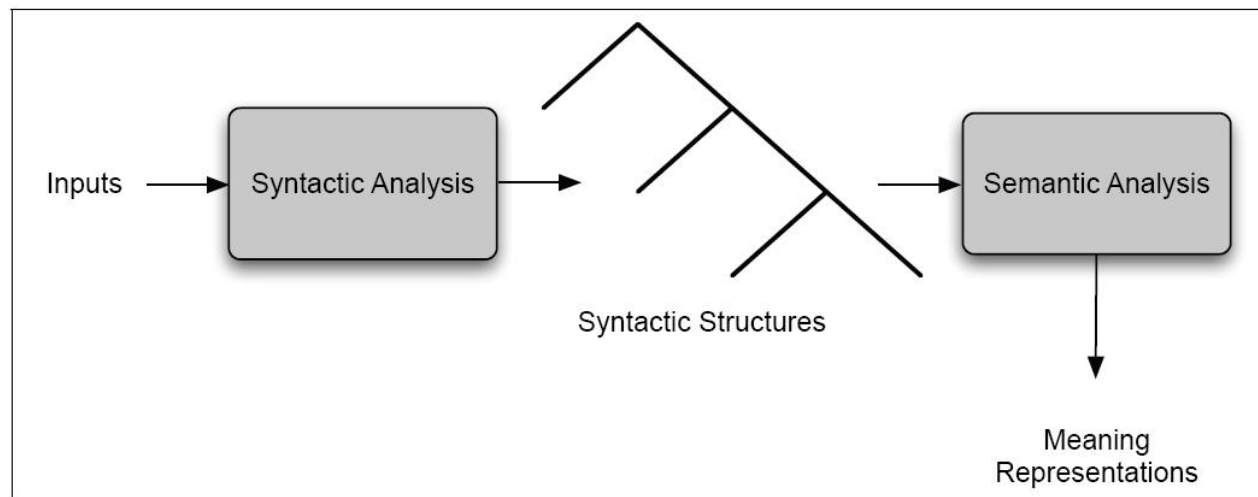 Inputs
Syntactic Analysis
Semantic Analysis
Syntactic Structures
Meaning
Representations